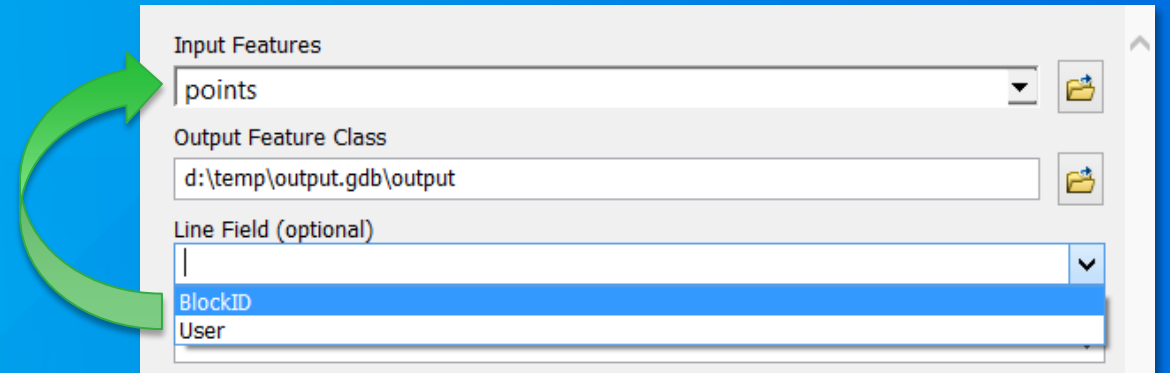 Input Features
points
Output Feature Class
d:\temp\output.gdb\output
Line Field (optional)
BlockID
User